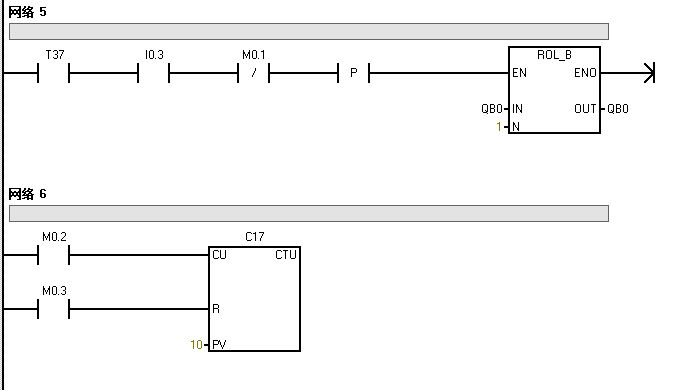 网络 5
T37 I0.3 M0.1 ROL_B
/ P EN ENO
QB0 IN OUT QB0
1 N
网络 6
M0.2 C17
CU CTU
M0.3
R
10 PV